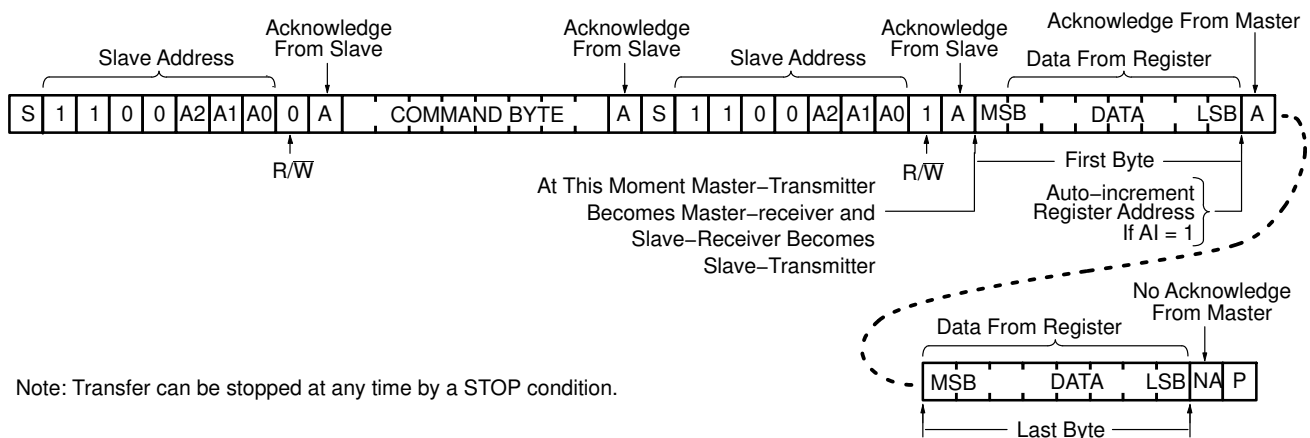 Acknowledge From Slave
Acknowledge From Slave
Acknowledge From Slave
Acknowledge From Master
Slave Address
Slave Address
Data From Register
S 1 1 0 0 A2 A1 A0 0 A COMMAND BYTE A S 1 1 0 0 A2 A1 A0 1 A MSB DATA LSB A
R/W̅
R/W̅
First Byte
At This Moment Master−Transmitter
Becomes Master−receiver and
Slave−Receiver Becomes
Slave−Transmitter
Auto−increment
Register Address
If AI = 1
No Acknowledge
From Master
Data From Register
MSB DATA LSB NA P
Last Byte
Note: Transfer can be stopped at any time by a STOP condition.